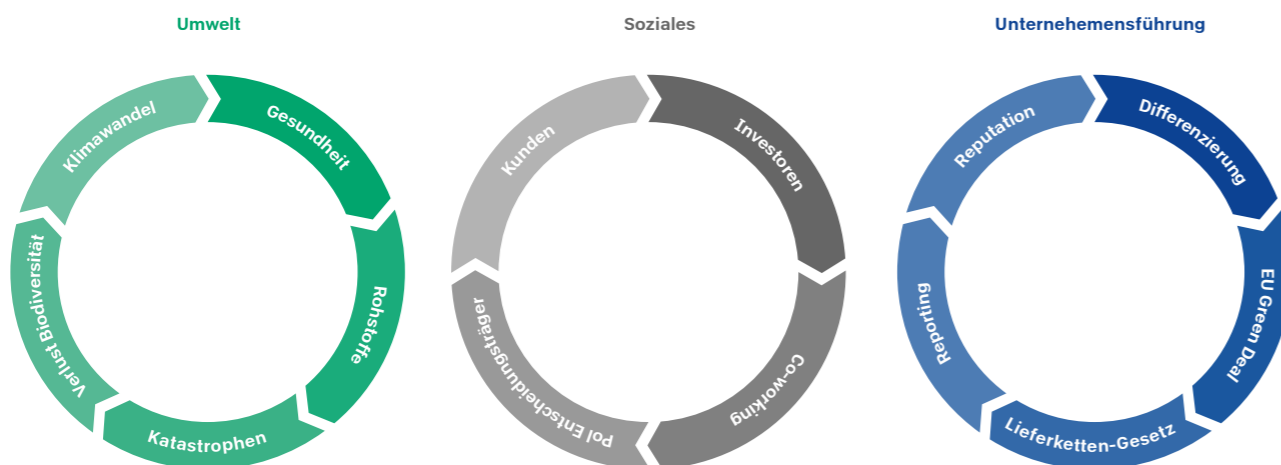 Umwelt
Gesundheit
Rohstoffe
Katastrophen
Verlust Biodiversität
Klimawandel
Soziales
Investoren
Co-working
Pol Entscheidungsträger
Kunden
Unternehemensführung
Differenzierung
EU Green Deal
Lieferketten-Gesetz
Reporting
Reputation